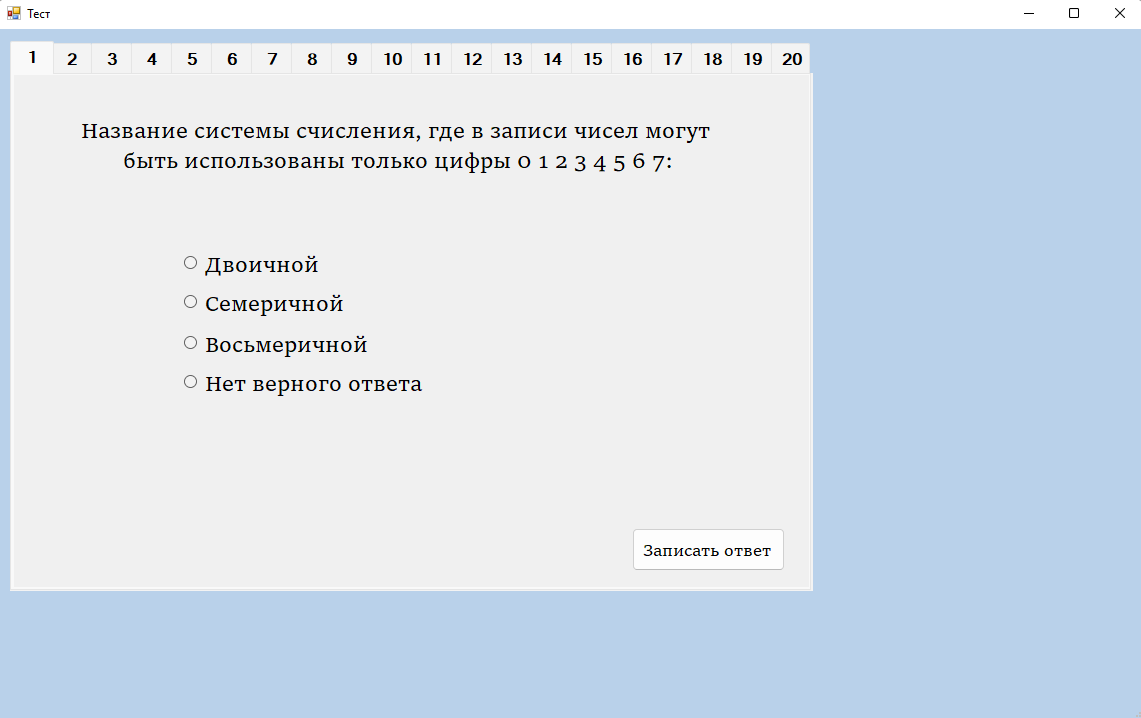 Тест
1 2 3 4 5 6 7 8 9 10 11 12 13 14 15 16 17 18 19 20
Название системы счисления, где в записи чисел могут
быть использованы только цифры 0 1 2 3 4 5 6 7:
Двоичной
Семеричной
Восьмеричной
Нет верного ответа
Записать ответ